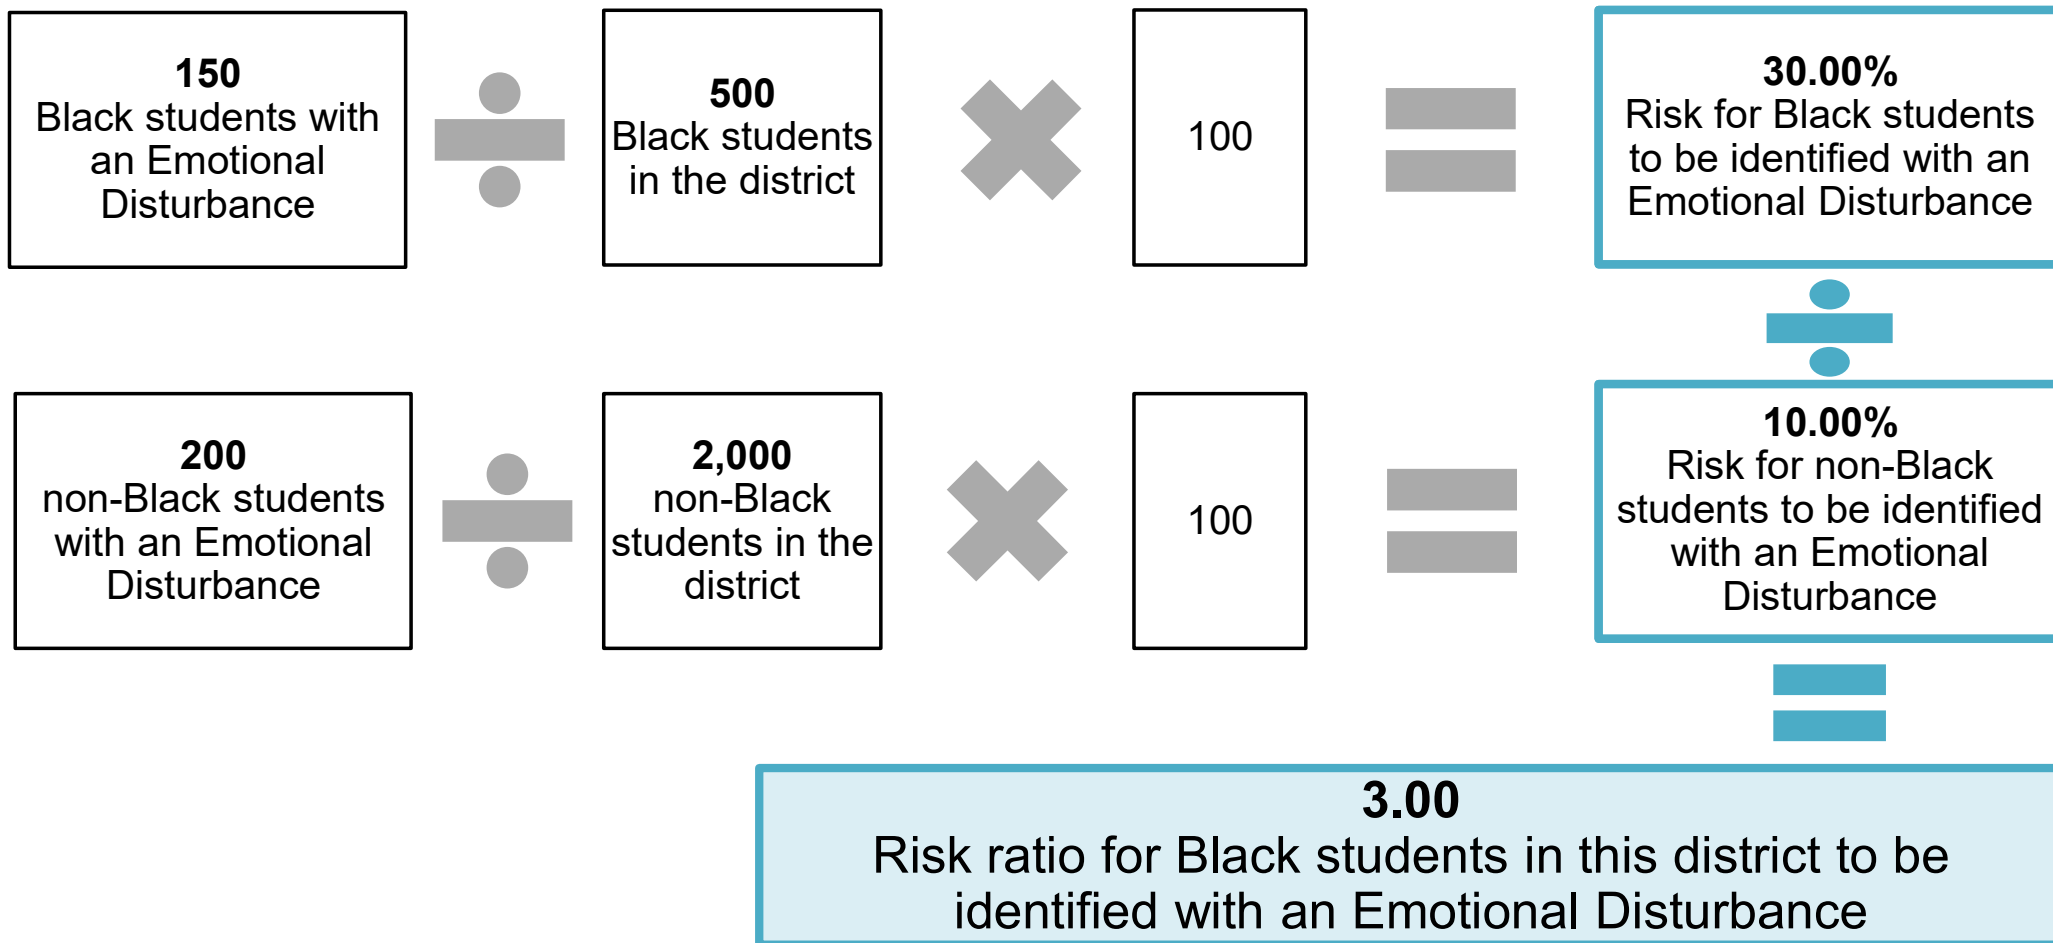 150
Black students with
an Emotional
Disturbance
500
Black students
in the district
100
30.00%
Risk for Black students
to be identified with an
Emotional Disturbance
200
non-Black students
with an Emotional
Disturbance
2,000
non-Black
students in the
district
100
10.00%
Risk for non-Black
students to be identified
with an Emotional
Disturbance
3.00
Risk ratio for Black students in this district to be
identified with an Emotional Disturbance